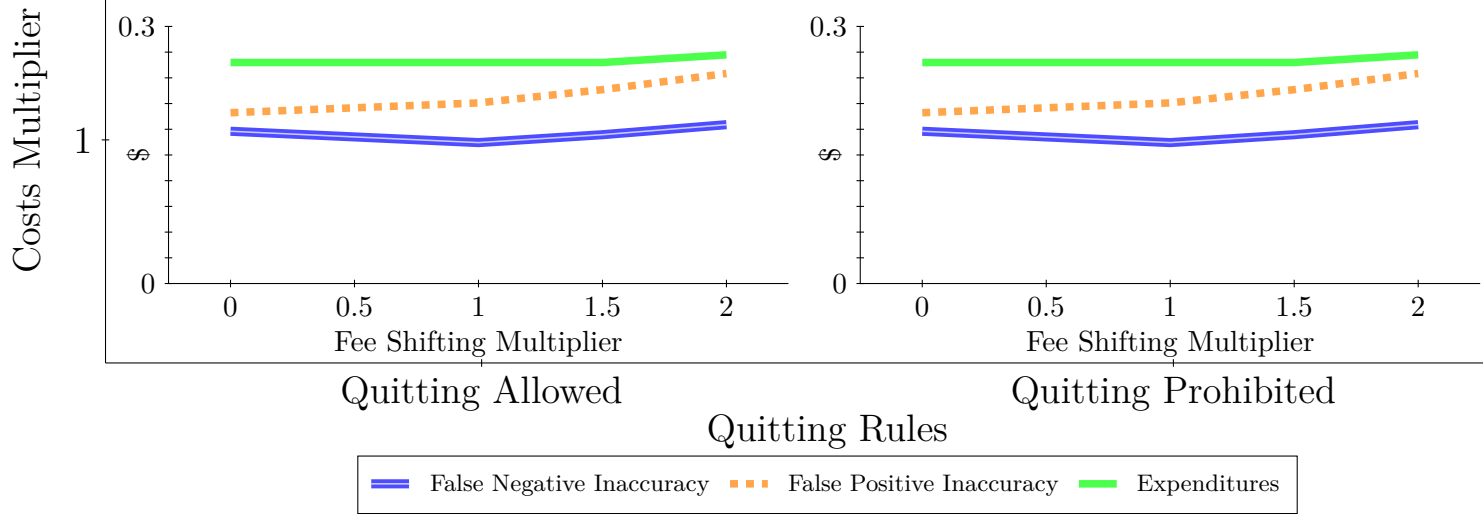 Costs Multiplier
1
0.3
$
0
0 0.5 1 1.5 2
Fee Shifting Multiplier
0.3
$
0
0 0.5 1 1.5 2
Fee Shifting Multiplier
Quitting Allowed
Quitting Prohibited
Quitting Rules
False Negative Inaccuracy False Positive Inaccuracy Expenditures